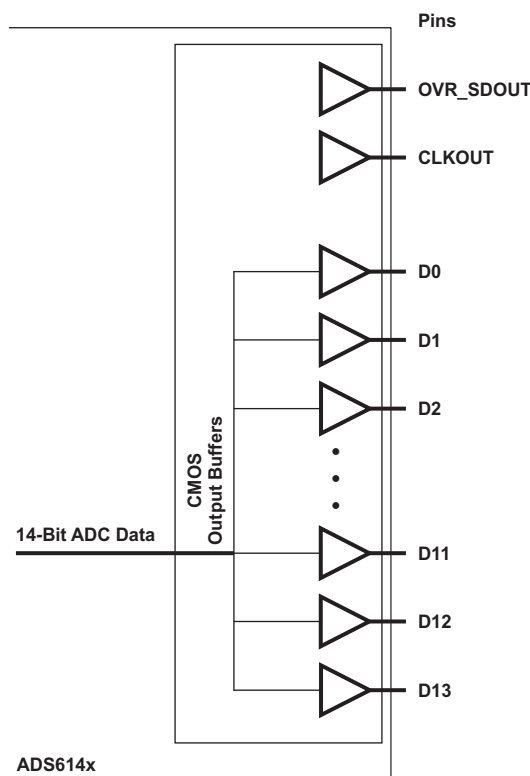 Pins
OVR_SDOUT
CLKOUT
D0
D1
D2
CMOS
Output Buffers
14-Bit ADC Data
D11
D12
D13
ADS614x